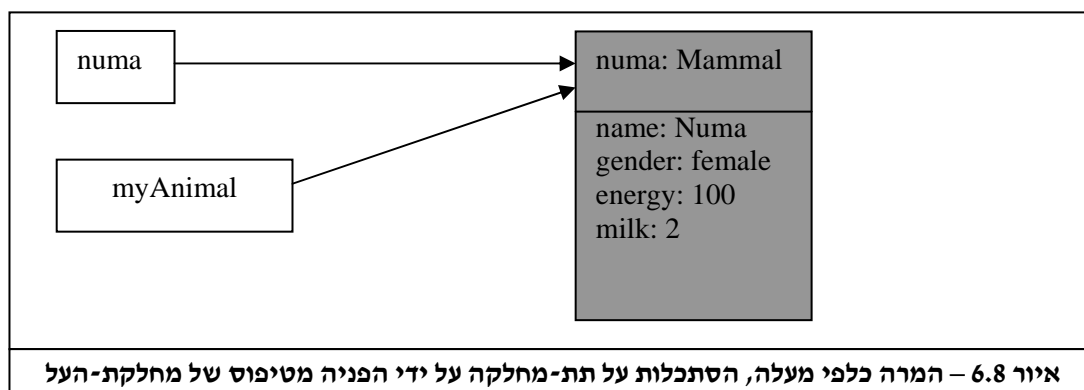 numa
numa: Mammal
name: Numa
gender: female
energy: 100
milk: 2
myAnimal
איור 6.8 – המרה כלפי מעלה, הסתכלות על תת-מחלקה על ידי הפניה מטיפוס של מחלקת-העל